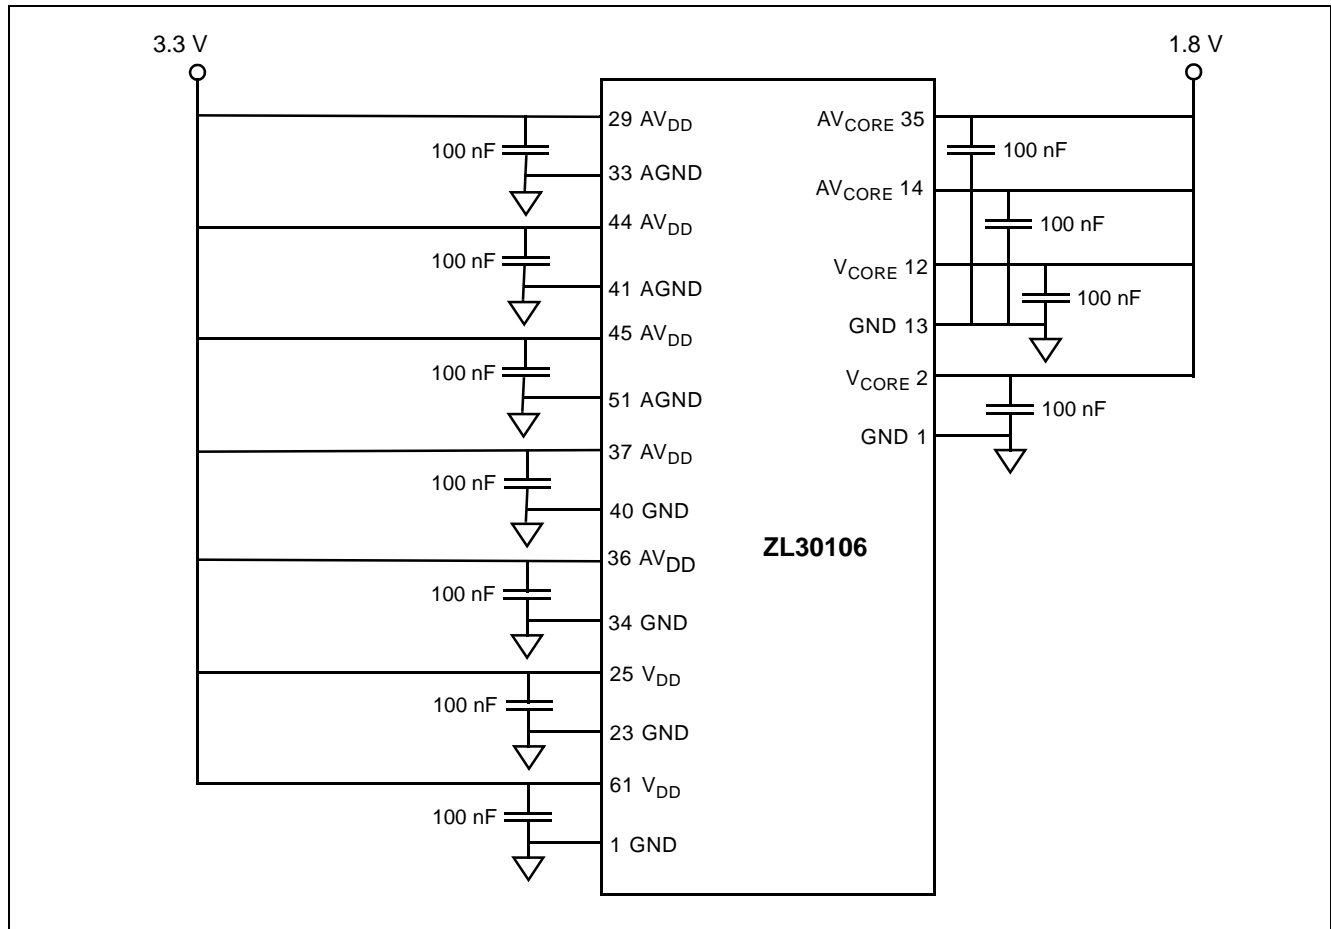 3.3 V
1.8 V
29 AVDD
100 nF
33 AGND
44 AVDD
100 nF
41 AGND
45 AVDD
100 nF
51 AGND
37 AVDD
100 nF
40 GND
36 AVDD
100 nF
34 GND
25 VDD
100 nF
23 GND
61 VDD
100 nF
1 GND
ZL30106
AVCORE 35
100 nF
AVCORE 14
100 nF
VCORE 12
100 nF
GND 13
VCORE 2
100 nF
GND 1